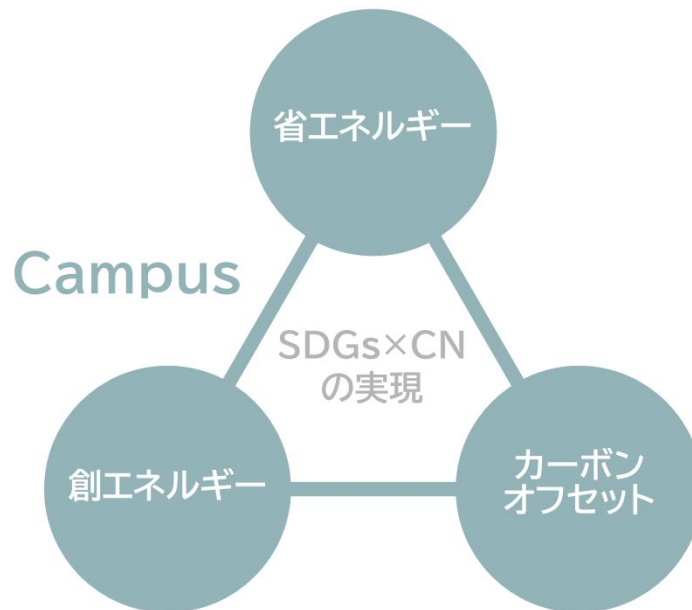 省エネルギー
Campus
SDGs×CN
の実現
創エネルギー
カーボン
オフセット